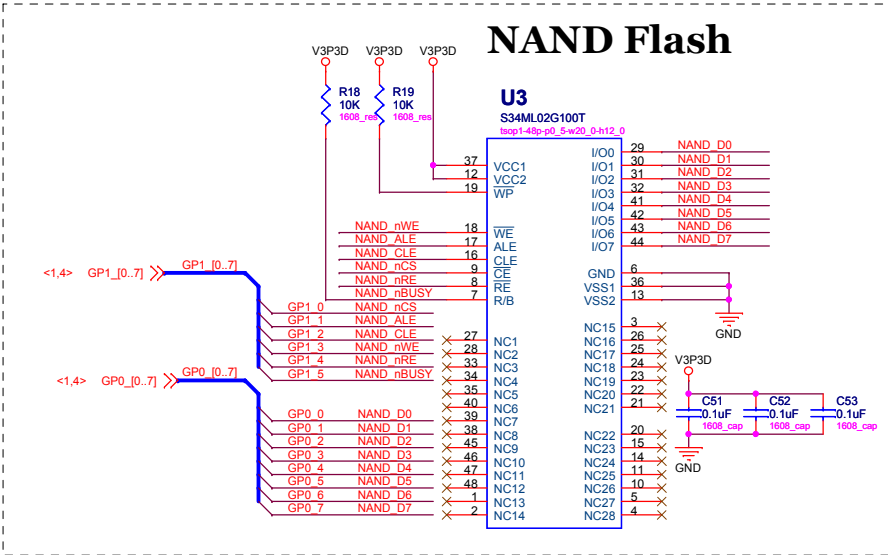 NAND Flash
V3P3D V3P3D V3P3D
R18 R19
10K 10K
1608_res 1608_res
U3
S34ML02G100T
tsop1-48p-p0_5-w20_0-h12_0
37 VCC1
12 VCC2
19 WP
18 WE NAND_nWE
17 ALE NAND_ALE
16 CLE NAND_CLE
9 CE NAND_nCS
8 RE NAND_nRE
7 R/B NAND_nBUSY
I/O0 29 NAND_D0
I/O1 30 NAND_D1
I/O2 31 NAND_D2
I/O3 32 NAND_D3
I/O4 41 NAND_D4
I/O5 42 NAND_D5
I/O6 43 NAND_D6
I/O7 44 NAND_D7
GND 6
VSS1 36
VSS2 13
GND
<1,4> GP1_[0..7] GP1_[0..7]
GP1_0 NAND_nCS
GP1_1 NAND_ALE
GP1_2 NAND_CLE
GP1_3 NAND_nWE
GP1_4 NAND_nRE
GP1_5 NAND_nBUSY
<1,4> GP0_[0..7] GP0_[0..7]
GP0_0 NAND_D0
GP0_1 NAND_D1
GP0_2 NAND_D2
GP0_3 NAND_D3
GP0_4 NAND_D4
GP0_5 NAND_D5
GP0_6 NAND_D6
GP0_7 NAND_D7
27 NC1
28 NC2
33 NC3
34 NC4
35 NC5
40 NC6
39 NC7
38 NC8
45 NC9
46 NC10
47 NC11
48 NC12
1 NC13
2 NC14
NC15 3
NC16 26
NC17 25
NC18 24
NC19 23
NC20 22
NC21 21
NC22 20
NC23 15
NC24 14
NC25 11
NC26 10
NC27 5
NC28 4
V3P3D
C51 C52 C53
0.1uF 0.1uF 0.1uF
1608_cap 1608_cap 1608_cap
GND